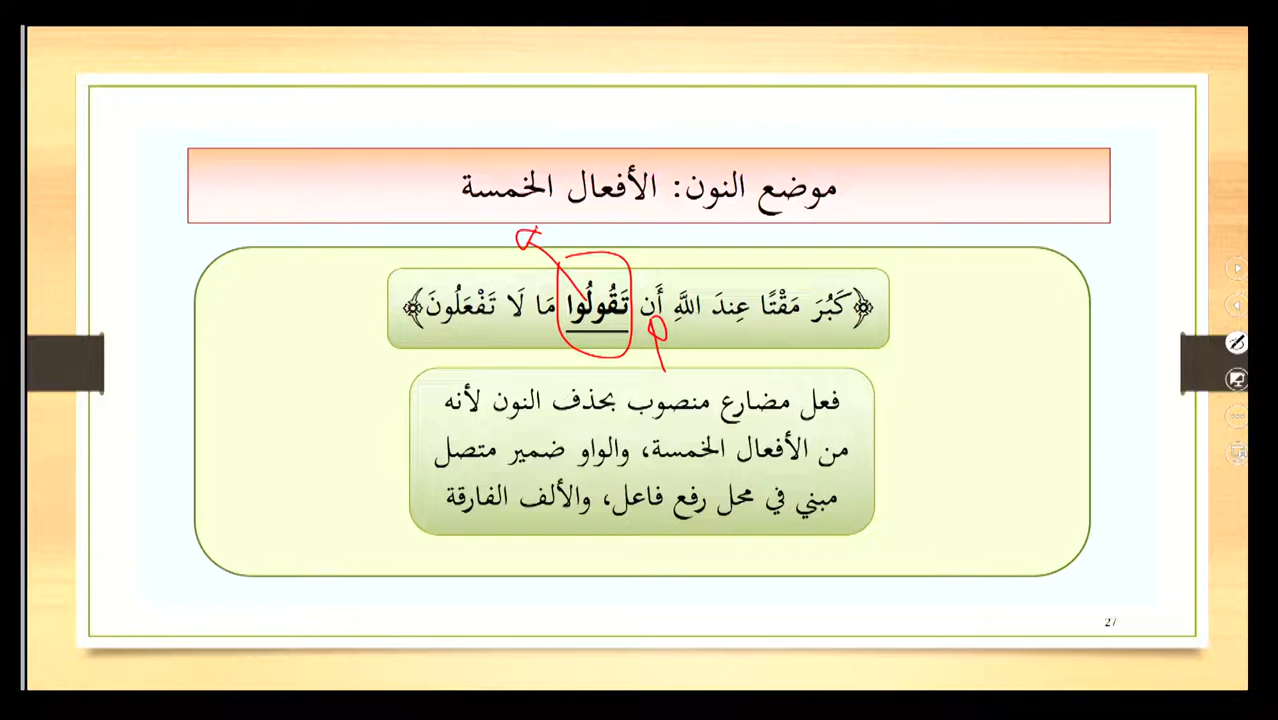 موضع النون: الأفعال الخمسة
﴿كَبُرَ مَقْتًا عِندَ اللَّهِ أَن تَقُولُوا مَا لَا تَفْعَلُونَ﴾
فعل مضارع منصوب بحذف النون لأنه
من الأفعال الخمسة، والواو ضمير متصل
مبني في محل رفع فاعل، والألف الفارقة
27